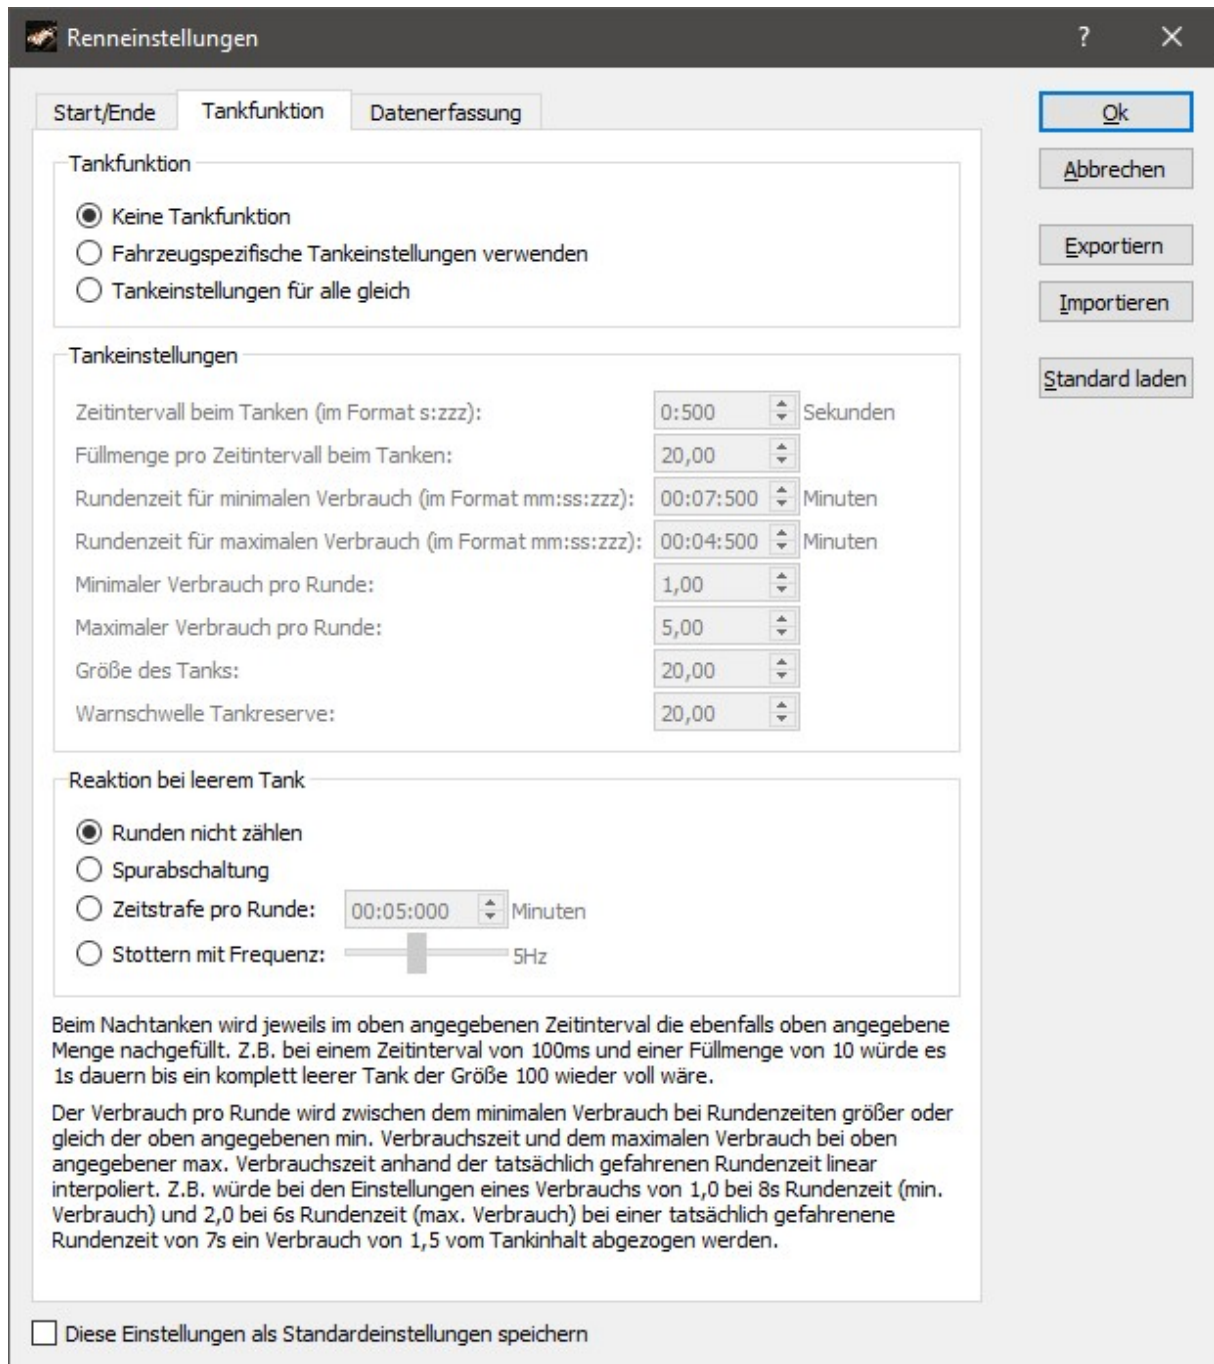 Renneinstellungen
?
Start/Ende
Tankfunktion
Datenerfassung
Ok
Abbrechen
Exportieren
Importieren
Standard laden
Tankfunktion
Keine Tankfunktion
Fahrzeugspezifische Tankeinstellungen verwenden
Tankeinstellungen für alle gleich
Tankeinstellungen
Zeitintervall beim Tanken (im Format s:zzz): 0:500 Sekunden
Füllmenge pro Zeitintervall beim Tanken: 20,00
Rundenzeit für minimalen Verbrauch (im Format mm:ss:zzz): 00:07:500 Minuten
Rundenzeit für maximalen Verbrauch (im Format mm:ss:zzz): 00:04:500 Minuten
Minimaler Verbrauch pro Runde: 1,00
Maximaler Verbrauch pro Runde: 5,00
Größe des Tanks: 20,00
Warnschwelle Tankreserve: 20,00
Reaktion bei leerem Tank
Runden nicht zählen
Spurabschaltung
Zeitstrafe pro Runde: 00:05:000 Minuten
Stottern mit Frequenz: 5Hz
Beim Nachtanken wird jeweils im oben angegebenen Zeitinterval die ebenfalls oben angegebene
Menge nachgefüllt. Z.B. bei einem Zeitinterval von 100ms und einer Füllmenge von 10 würde es
1s dauern bis ein komplett leerer Tank der Größe 100 wieder voll wäre.
Der Verbrauch pro Runde wird zwischen dem minimalen Verbrauch bei Rundenzeiten größer oder
gleich der oben angegebenen min. Verbrauchszeit und dem maximalen Verbrauch bei oben
angegebener max. Verbrauchszeit anhand der tatsächlich gefahrenen Rundenzeit linear
interpoliert. Z.B. würde bei den Einstellungen eines Verbrauchs von 1,0 bei 8s Rundenzeit (min.
Verbrauch) und 2,0 bei 6s Rundenzeit (max. Verbrauch) bei einer tatsächlich gefahrenene
Rundenzeit von 7s ein Verbrauch von 1,5 vom Tankinhalt abgezogen werden.
Diese Einstellungen als Standardeinstellungen speichern